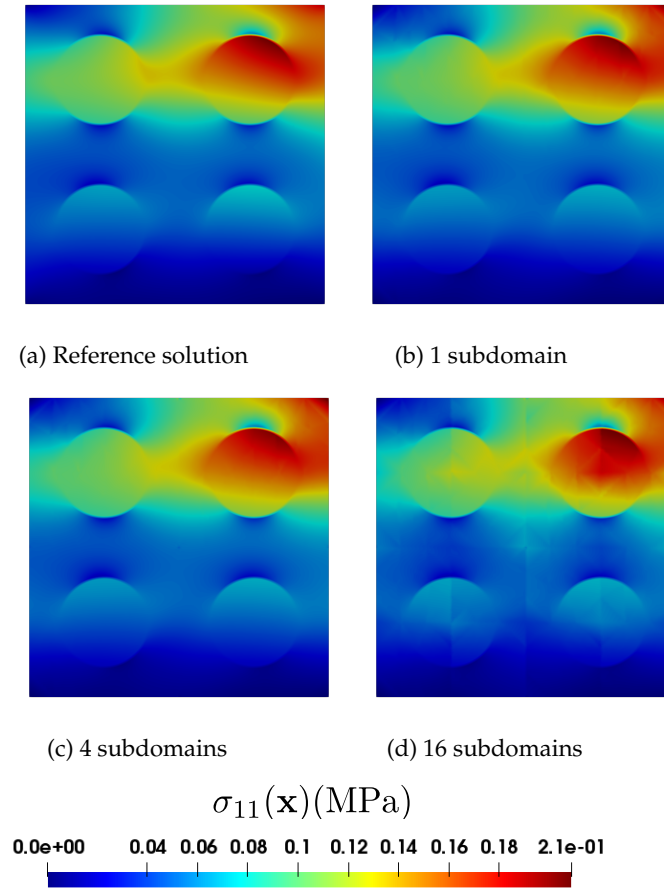 (a) Reference solution
(b) 1 subdomain
(c) 4 subdomains
(d) 16 subdomains
σ₁₁(𝐱)(MPa)
0.0e+00 0.04 0.06 0.08 0.1 0.12 0.14 0.16 0.18 2.1e-01